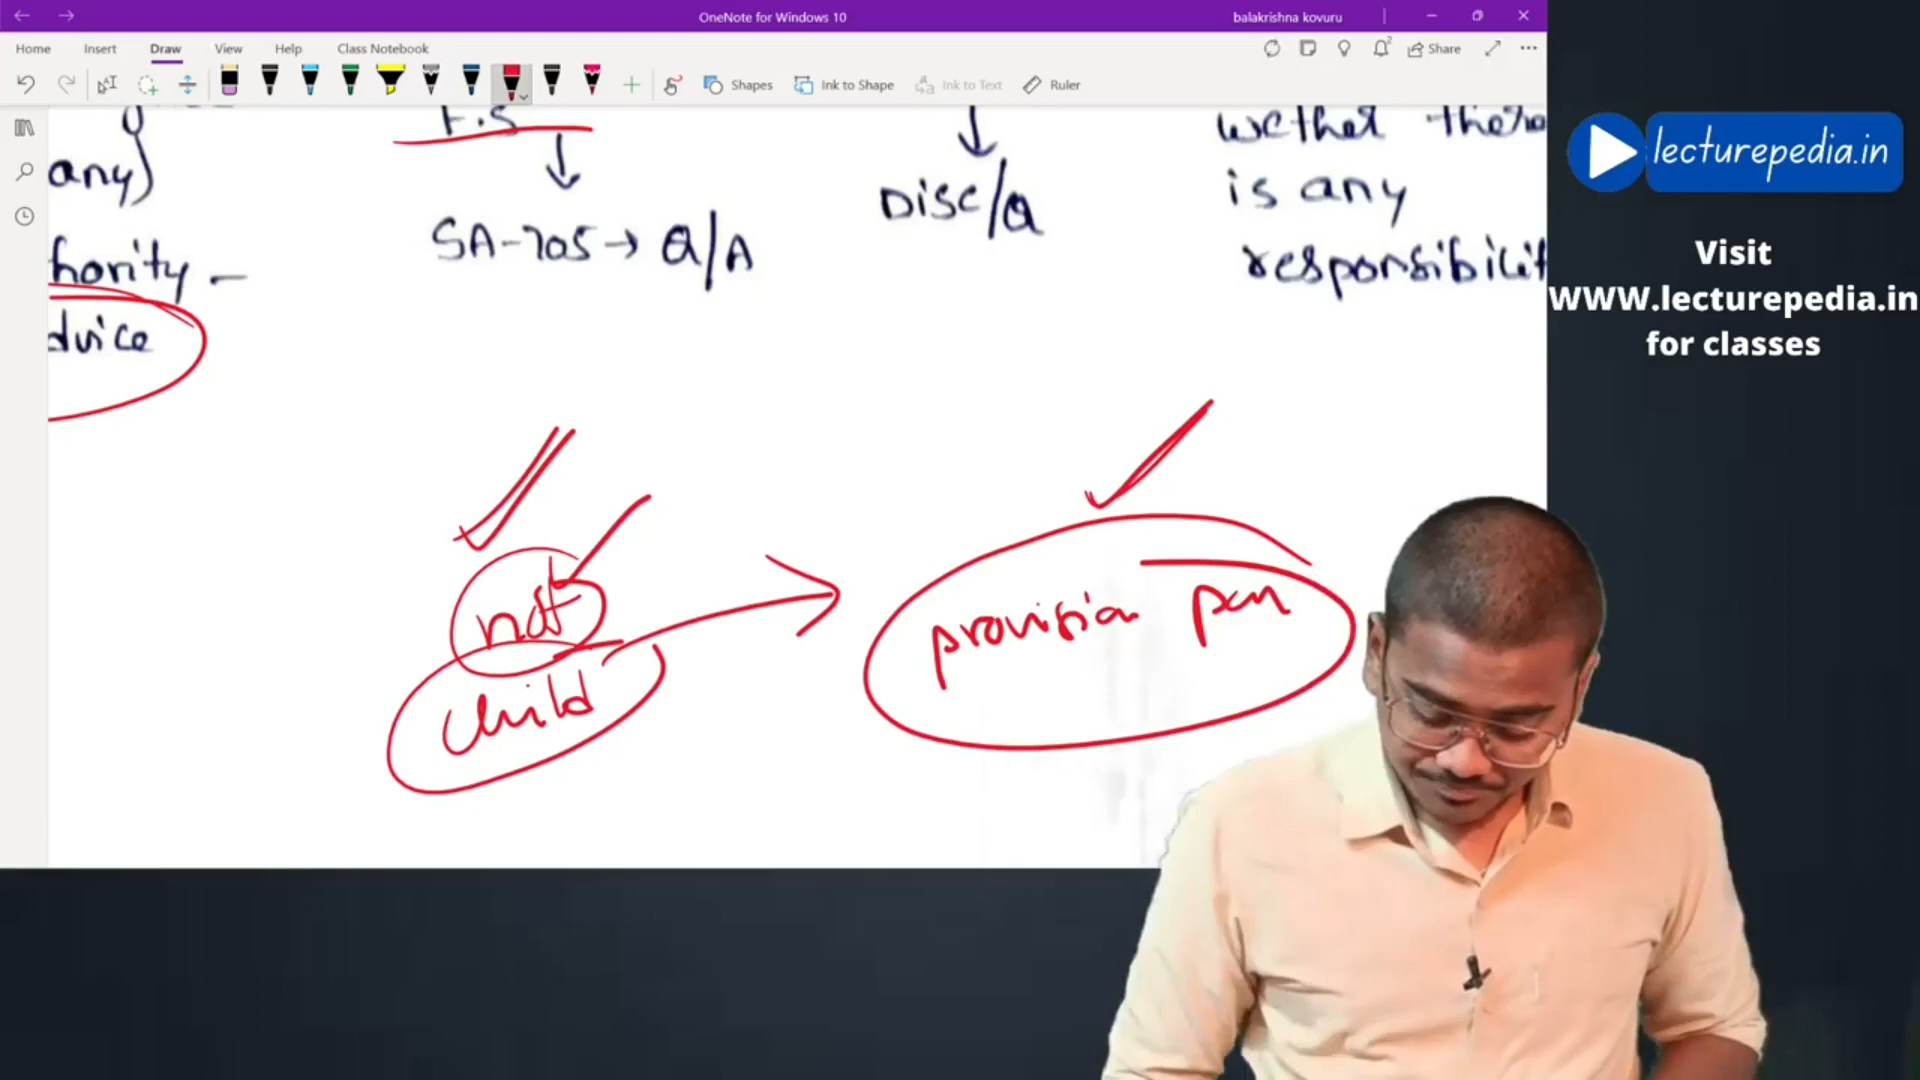 OneNote for Windows 10
balakrishna kovuru
Home Insert Draw View Help Class Notebook
Share
Shapes Ink to Shape Ink to Text Ruler
F.S
any)
hority -
dvice
SA-705 → Q/A
DISC/Q
wether there
is any
responsibilit
not
child
provision
lecturepedia.in
Visit
WWW.lecturepedia.in
for classes